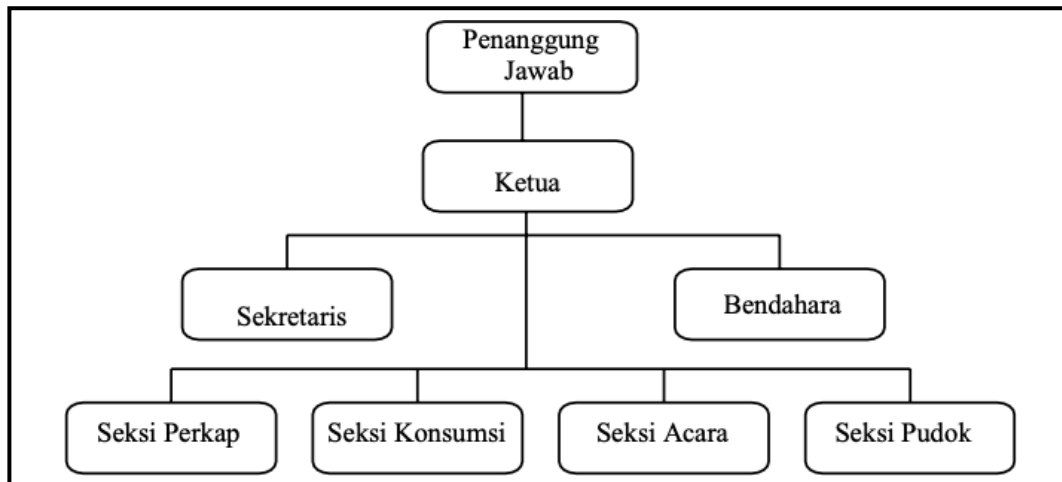 Penanggung
Jawab
Ketua
Sekretaris
Bendahara
Seksi Perkap
Seksi Konsumsi
Seksi Acara
Seksi Pudok